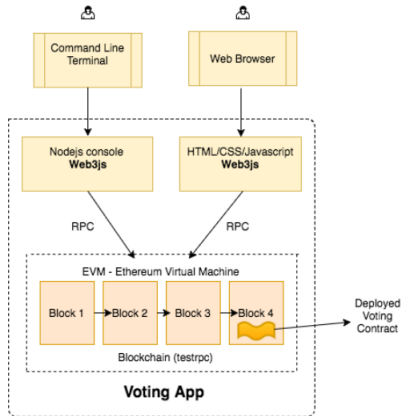 Command Line
Terminal
Web Browser
Nodejs console
Web3js
HTML/CSS/Javascript
Web3js
RPC
RPC
EVM - Ethereum Virtual Machine
Block 1
Block 2
Block 3
Block 4
Deployed
Voting
Contract
Blockchain (testrpc)
Voting App